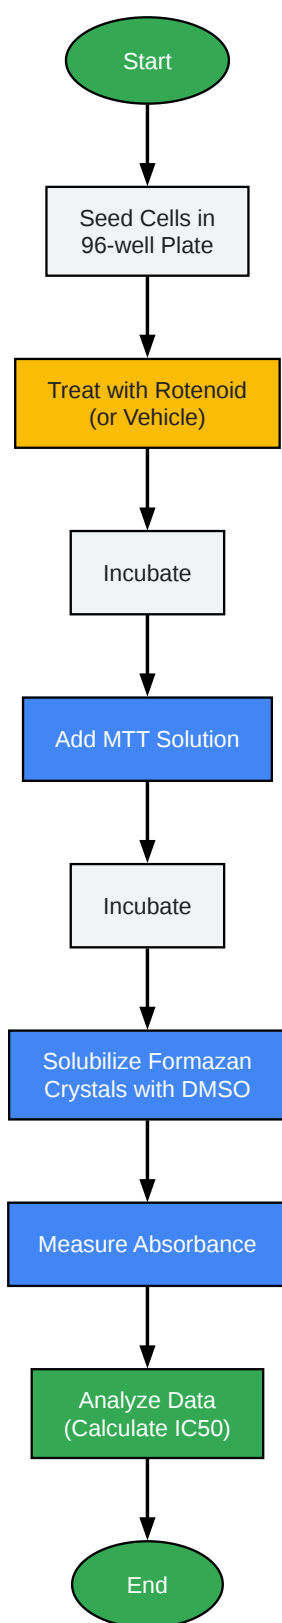 Start
Seed Cells in
96-well Plate
Treat with Rotenoid
(or Vehicle)
Incubate
Add MTT Solution
Incubate
Solubilize Formazan
Crystals with DMSO
Measure Absorbance
Analyze Data
(Calculate IC50)
End